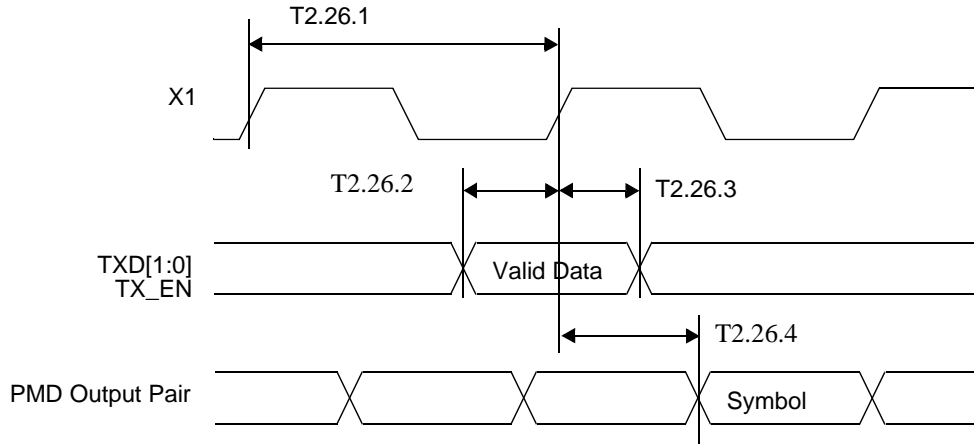 T2.26.1
X1
T2.26.2
T2.26.3
TXD[1:0]
TX_EN
Valid Data
T2.26.4
PMD Output Pair
Symbol